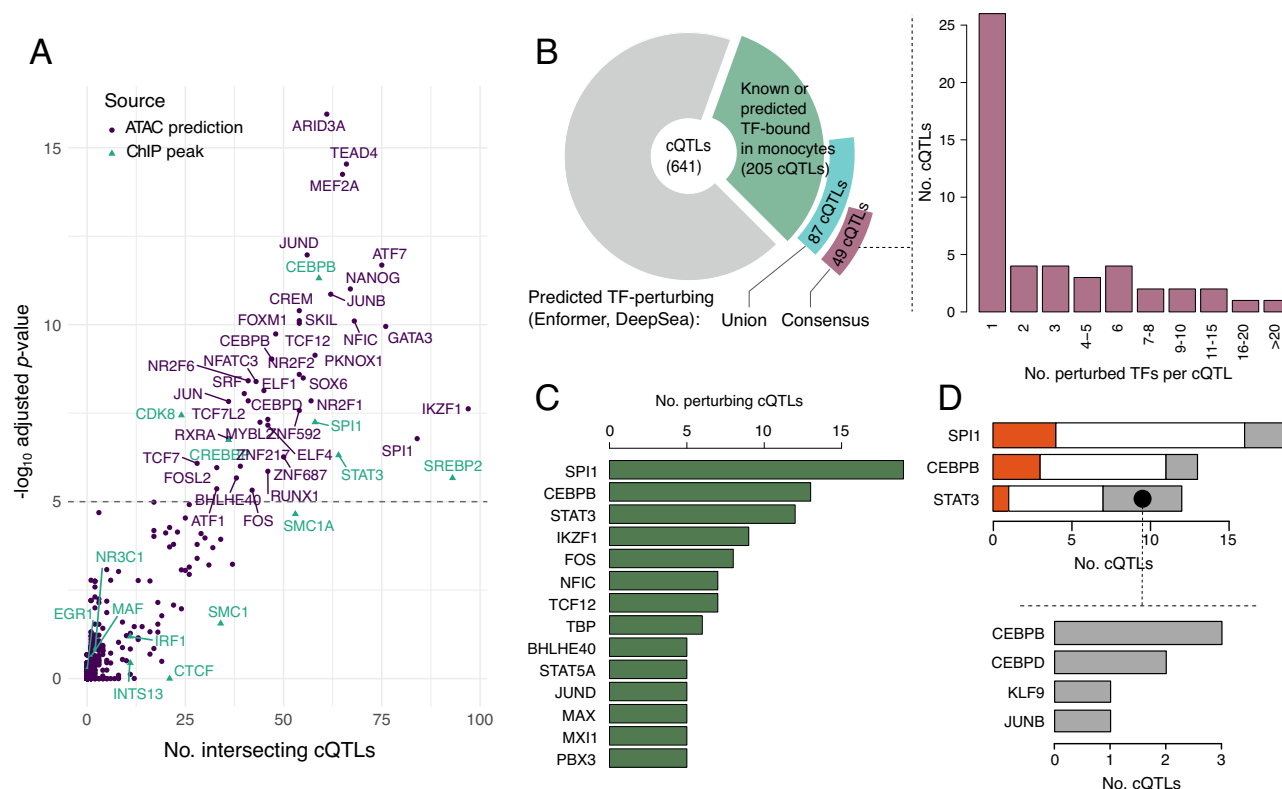 A
Source
ATAC prediction
ChIP peak
ARID3A
TEAD4
MEF2A
JUND
CEBPB
ATF7
NANOG
JUNB
CREM
FOXM1
SKIL
NFIC
GATA3
CEBPB
TCF12
NFATC3
NR2F2
PKNOX1
NR2F6
SRF
ELF1
SOX6
JUN
CEBPD
NR2F1
IKZF1
CDK8
TCF7L2
SPI1
RXRA
MYBL2
ZNF592
SPI1
CREBBP
ZNF217
ELF4
STAT3
SREBP2
TCF7
ZNF687
FOSL2
RUNX1
BHLHE40
SMC1A
ATF1
FOS
NR3C1
EGR1
MAF
SMC1
IRF1
CTCF
INTS13
0
5
10
15
-log10 adjusted p-value
0
25
50
75
100
No. intersecting cQTLs
B
cQTLs
(641)
Known or
predicted
TF-bound
in monocytes
(205 cQTLs)
87 cQTLs
49 cQTLs
Predicted TF-perturbing
(Enformer, DeepSea):
Union
Consensus
No. cQTLs
25
20
15
10
5
0
1
2
3
4–5
6
7-8
9-10
11-15
16-20
>20
No. perturbed TFs per cQTL
C
No. perturbing cQTLs
0
5
10
15
SPI1
CEBPB
STAT3
IKZF1
FOS
NFIC
TCF12
TBP
BHLHE40
STAT5A
JUND
MAX
MXI1
PBX3
D
SPI1
CEBPB
STAT3
0
5
10
15
No. cQTLs
CEBPB
CEBPD
KLF9
JUNB
0
1
2
3
No. cQTLs